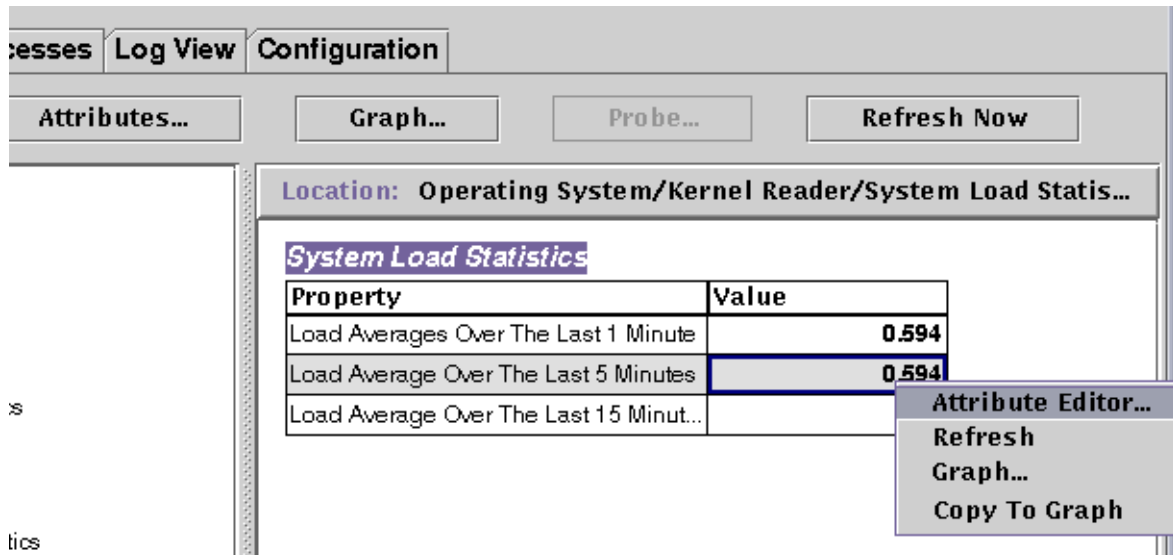 cesses Log View Configuration
Attributes... Graph... Probe... Refresh Now
Location: Operating System/Kernel Reader/System Load Statis...
System Load Statistics
Property Value
Load Averages Over The Last 1 Minute 0.594
Load Average Over The Last 5 Minutes 0.594
Load Average Over The Last 15 Minut...
Attribute Editor...
Refresh
Graph...
Copy To Graph
cs
tics